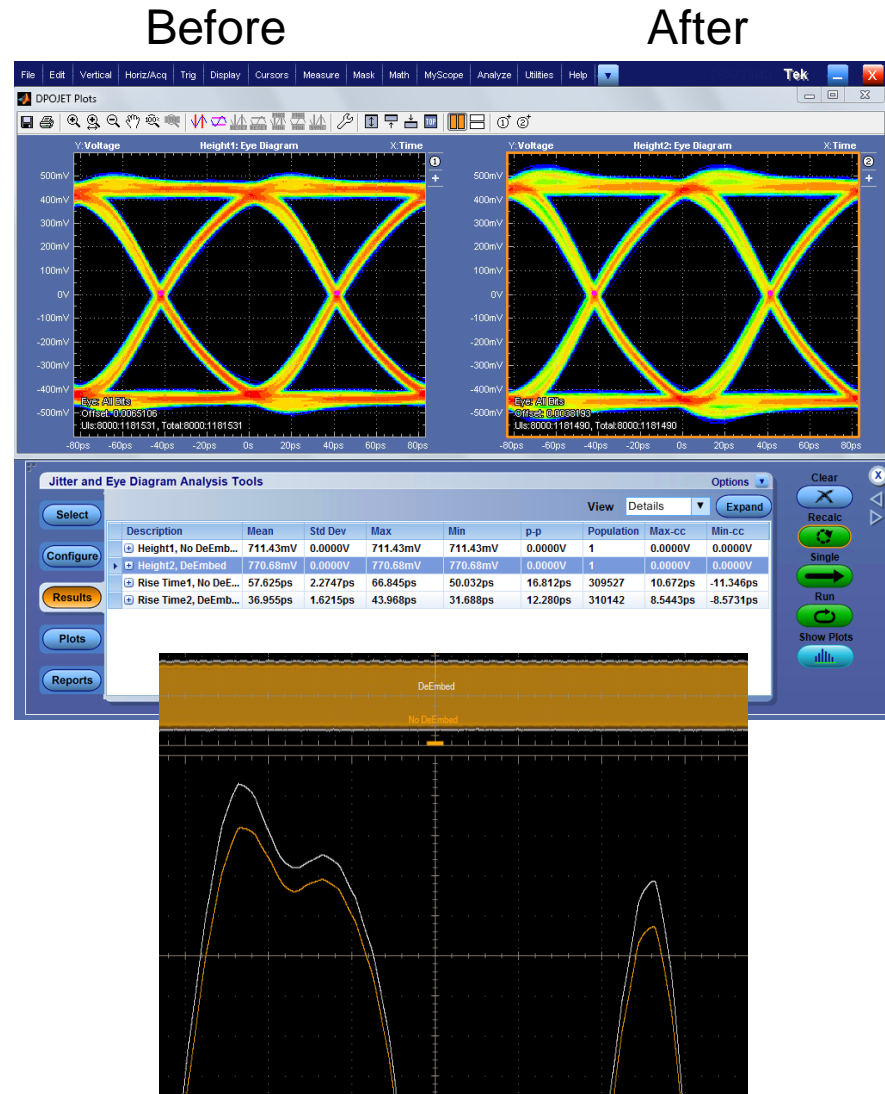 Before After
File Edit Vertical Horiz/Acq Trig Display Cursors Measure Mask Math MyScope Analyze Utilities Help Tek X
DPOJET Plots
Y:Voltage Height1: Eye Diagram X:Time
500mV
400mV
300mV
200mV
100mV
0V
-100mV
-200mV
-300mV
-400mV
-500mV
Eye: All Bits
Offset: 0.0065106
UIs:8000:1181531, Total:8000:1181531
-80ps -60ps -40ps -20ps 0s 20ps 40ps 60ps 80ps
1
+
Y:Voltage Height2: Eye Diagram X:Time
500mV
400mV
300mV
200mV
100mV
0V
-100mV
-200mV
-300mV
-400mV
-500mV
Eye: All Bits
Offset: 0.0038193
UIs:8000:1181490, Total:8000:1181490
-80ps -60ps -40ps -20ps 0s 20ps 40ps 60ps 80ps
2
+
Jitter and Eye Diagram Analysis Tools
Options
View Details Expand
Select
Configure
Results
Plots
Reports
Description Mean Std Dev Max Min p-p Population Max-cc Min-cc
Height1, No DeEmb... 711.43mV 0.0000V 711.43mV 711.43mV 0.0000V 1 0.0000V 0.0000V
Height2, DeEmbed 770.68mV 0.0000V 770.68mV 770.68mV 0.0000V 1 0.0000V 0.0000V
Rise Time1, No DeE... 57.625ps 2.2747ps 66.845ps 50.032ps 16.812ps 309527 10.672ps -11.346ps
Rise Time2, DeEmb... 36.955ps 1.6215ps 43.968ps 31.688ps 12.280ps 310142 8.5443ps -8.5731ps
Clear
Recalc
Single
Run
Show Plots
DeEmbed
No DeEmbed